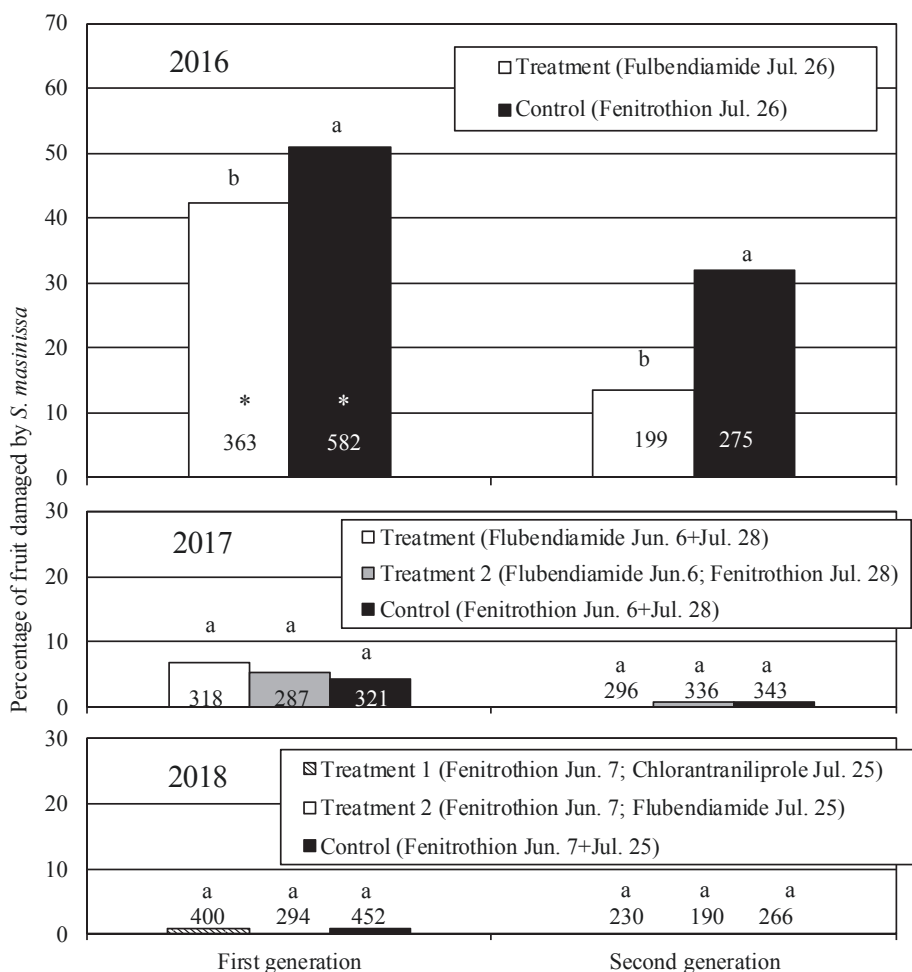 Percentage of fruit damaged by S. masinissa
70
60
50
40
30
20
10
0
2016
Treatment (Fulbendiamide Jul. 26)
Control (Fenitrothion Jul. 26)
b
a
b
a
*
*
363
582
199
275
30
20
10
0
2017
Treatment (Flubendiamide Jun. 6+Jul. 28)
Treatment 2 (Flubendiamide Jun.6; Fenitrothion Jul. 28)
Control (Fenitrothion Jun. 6+Jul. 28)
a
a
a
a
a
a
318
287
321
296
336
343
30
20
10
0
2018
Treatment 1 (Fenitrothion Jun. 7; Chlorantraniliprole Jul. 25)
Treatment 2 (Fenitrothion Jun. 7; Flubendiamide Jul. 25)
Control (Fenitrothion Jun. 7+Jul. 25)
a
a
a
a
a
a
400
294
452
230
190
266
First generation
Second generation